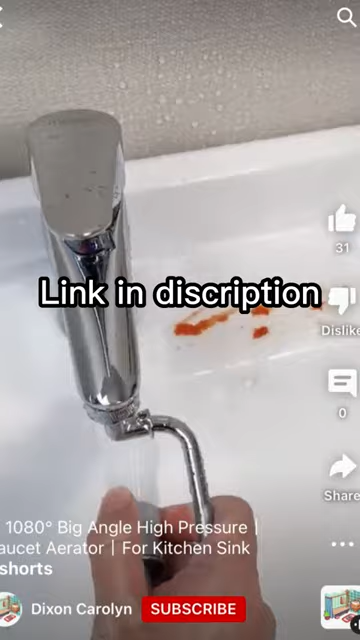 Link in discription
31
Dislike
0
Share
1080° Big Angle High Pressure |
aucet Aerator | For Kitchen Sink
shorts
Dixon Carolyn
SUBSCRIBE